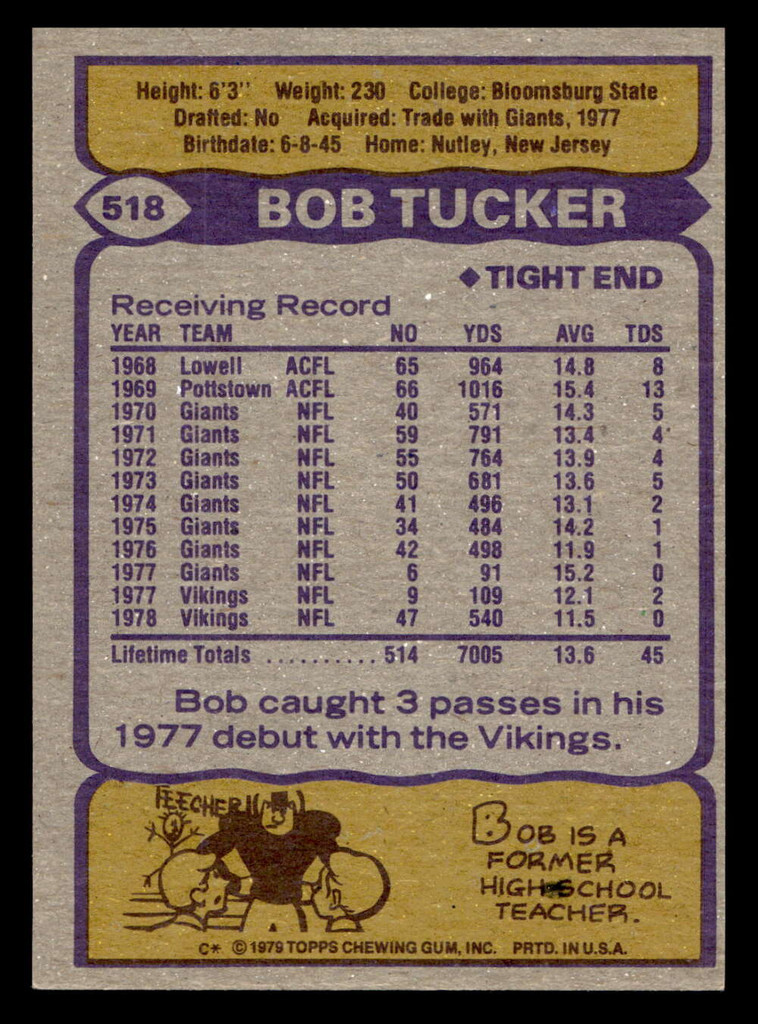 Height: 6'3" Weight: 230 College: Bloomsburg State
Drafted: No Acquired: Trade with Giants, 1977
Birthdate: 6-8-45 Home: Nutley, New Jersey
518 BOB TUCKER
◆ TIGHT END
Receiving Record
YEAR TEAM NO YDS AVG TDS
1968 Lowell ACFL 65 964 14.8 8
1969 Pottstown ACFL 66 1016 15.4 13
1970 Giants NFL 40 571 14.3 5
1971 Giants NFL 59 791 13.4 4
1972 Giants NFL 55 764 13.9 4
1973 Giants NFL 50 681 13.6 5
1974 Giants NFL 41 496 13.1 2
1975 Giants NFL 34 484 14.2 1
1976 Giants NFL 42 498 11.9 1
1977 Giants NFL 6 91 15.2 0
1977 Vikings NFL 9 109 12.1 2
1978 Vikings NFL 47 540 11.5 0
Lifetime Totals .......... 514 7005 13.6 45
Bob caught 3 passes in his
1977 debut with the Vikings.
FEECHER
BOB IS A
FORMER
HIGH SCHOOL
TEACHER.
C* © 1979 TOPPS CHEWING GUM, INC. PRTD. IN U.S.A.